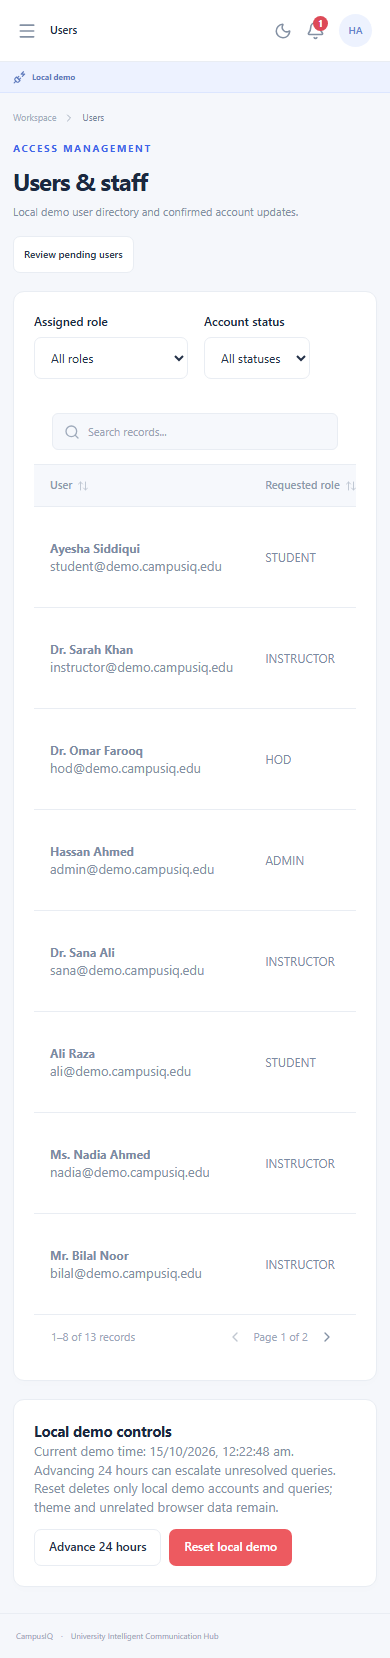 Users
1
HA
Local demo
Workspace > Users
ACCESS MANAGEMENT
Users & staff
Local demo user directory and confirmed account updates.
Review pending users
Assigned role Account status
All roles All statuses
Search records...
User Requested role
Ayesha Siddiqui
student@demo.campusiq.edu
STUDENT
Dr. Sarah Khan
instructor@demo.campusiq.edu
INSTRUCTOR
Dr. Omar Farooq
hod@demo.campusiq.edu
HOD
Hassan Ahmed
admin@demo.campusiq.edu
ADMIN
Dr. Sana Ali
sana@demo.campusiq.edu
INSTRUCTOR
Ali Raza
ali@demo.campusiq.edu
STUDENT
Ms. Nadia Ahmed
nadia@demo.campusiq.edu
INSTRUCTOR
Mr. Bilal Noor
bilal@demo.campusiq.edu
INSTRUCTOR
1–8 of 13 records Page 1 of 2
Local demo controls
Current demo time: 15/10/2026, 12:22:48 am.
Advancing 24 hours can escalate unresolved queries.
Reset deletes only local demo accounts and queries;
theme and unrelated browser data remain.
Advance 24 hours Reset local demo
CampusIQ · University Intelligent Communication Hub